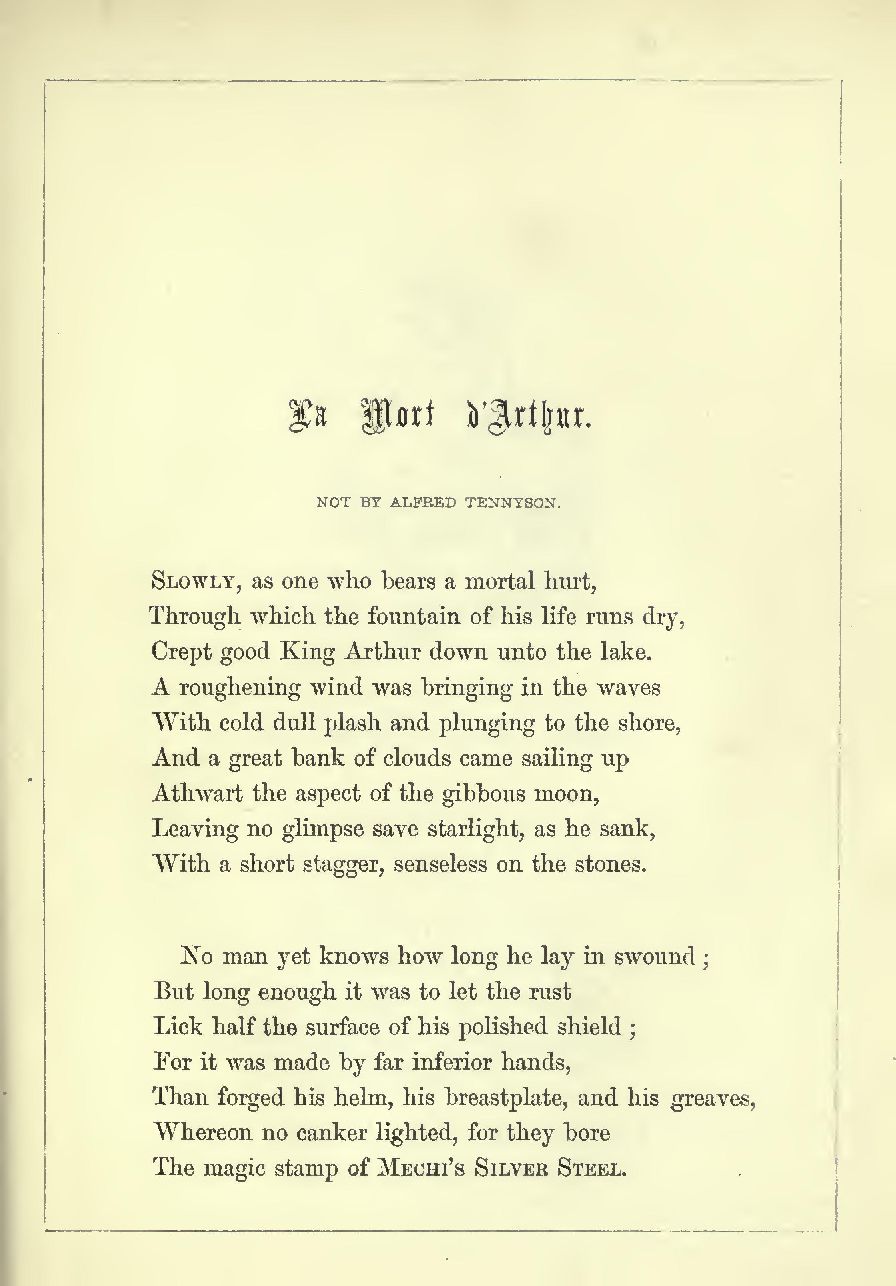 La Mort d'Arthur.
NOT BY ALFRED TENNYSON.
SLOWLY, as one who bears a mortal hurt,
Through which the fountain of his life runs dry,
Crept good King Arthur down unto the lake.
A roughening wind was bringing in the waves
With cold dull plash and plunging to the shore,
And a great bank of clouds came sailing up
Athwart the aspect of the gibbous moon,
Leaving no glimpse save starlight, as he sank,
With a short stagger, senseless on the stones.
No man yet knows how long he lay in swound ;
But long enough it was to let the rust
Lick half the surface of his polished shield ;
For it was made by far inferior hands,
Than forged his helm, his breastplate, and his greaves,
Whereon no canker lighted, for they bore
The magic stamp of MECHI'S SILVER STEEL.